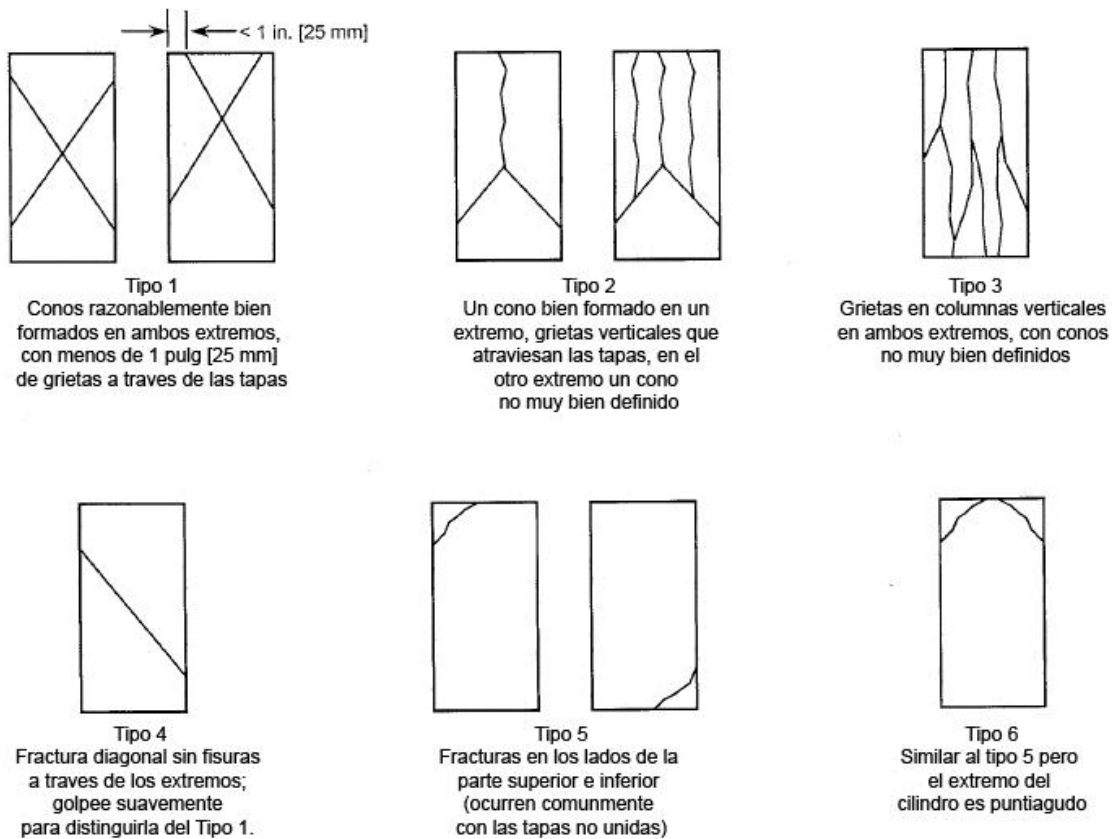 < 1 in. [25 mm]
Tipo 1
Conos razonablemente bien
formados en ambos extremos,
con menos de 1 pulg [25 mm]
de grietas a traves de las tapas
Tipo 2
Un cono bien formado en un
extremo, grietas verticales que
atraviesan las tapas, en el
otro extremo un cono
no muy bien definido
Tipo 3
Grietas en columnas verticales
en ambos extremos, con conos
no muy bien definidos
Tipo 4
Fractura diagonal sin fisuras
a traves de los extremos;
golpee suavemente
para distinguirla del Tipo 1.
Tipo 5
Fracturas en los lados de la
parte superior e inferior
(ocurren comunmente
con las tapas no unidas)
Tipo 6
Similar al tipo 5 pero
el extremo del
cilindro es puntiagudo